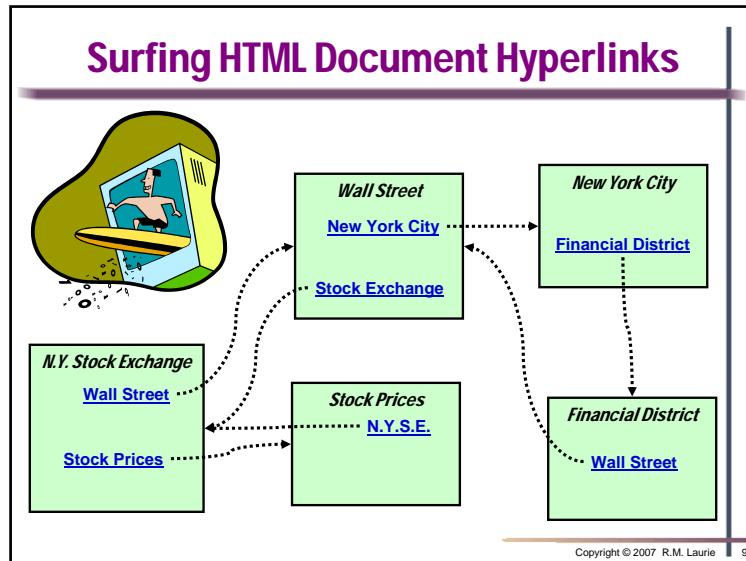 Surfing HTML Document Hyperlinks
Wall Street
New York City
Stock Exchange
New York City
Financial District
N.Y. Stock Exchange
Wall Street
Stock Prices
Stock Prices
N.Y.S.E.
Financial District
Wall Street
Copyright © 2007 R.M. Laurie 9